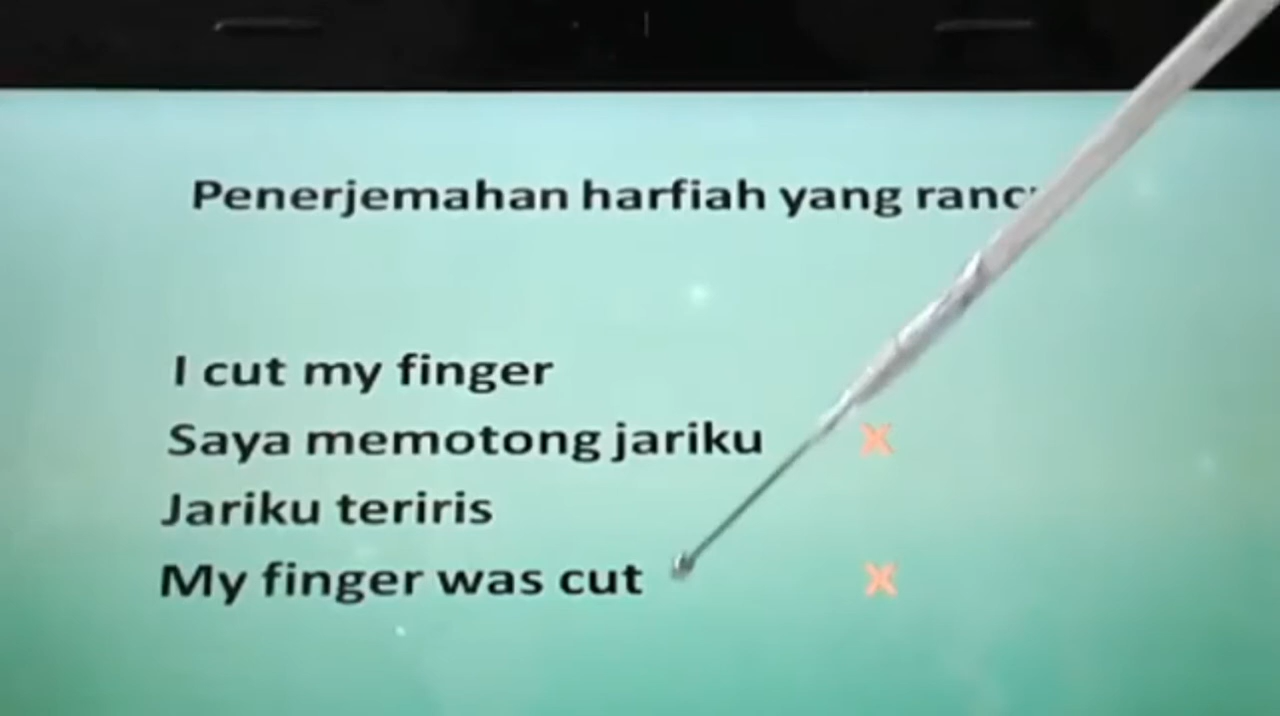 Penerjemahan harfiah yang
I cut my finger
Saya memotong jariku X
Jariku teriris
My finger was cut X